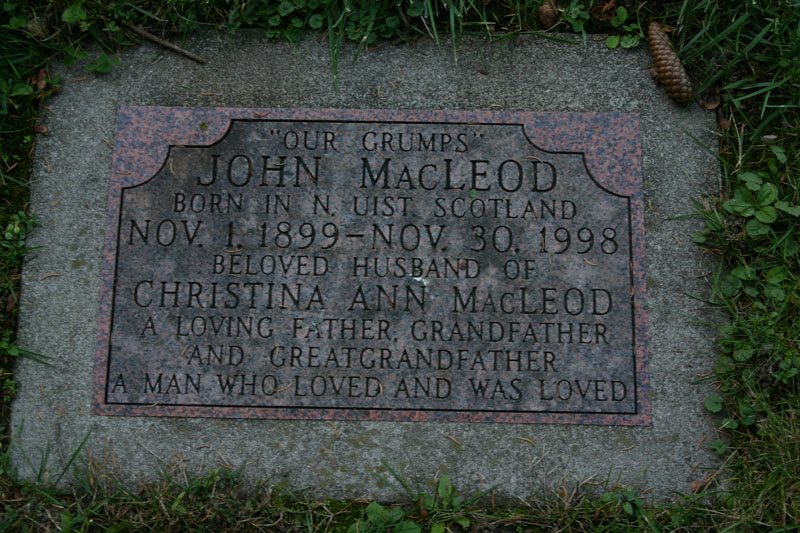 "OUR GRUMPS"
JOHN MacLEOD
BORN IN N. UIST, SCOTLAND
NOV. 1, 1899 – NOV. 30, 1998
BELOVED HUSBAND OF
CHRISTINA ANN MacLEOD
A LOVING FATHER, GRANDFATHER
AND GREATGRANDFATHER
A MAN WHO LOVED AND WAS LOVED